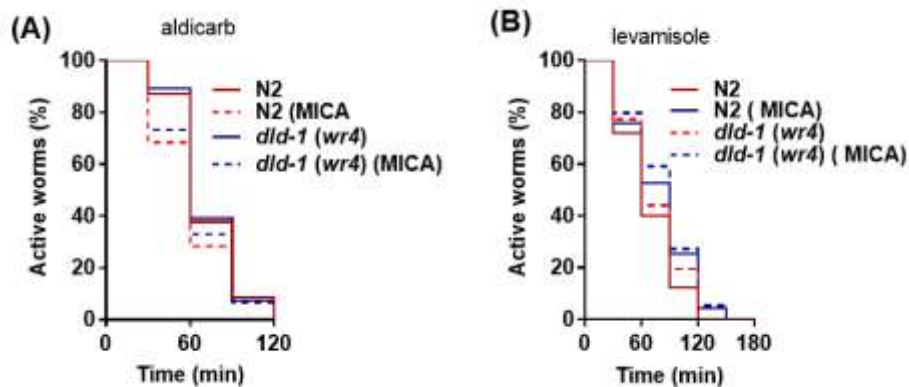 (A)
aldicarb
Active worms (%)
100
80
60
40
20
0
N2
N2 (MICA
dld-1 (wr4)
dld-1 (wr4) (MICA)
0 60 120
Time (min)
(B)
levamisole
Active worms (%)
100
80
60
40
20
0
N2
N2 ( MICA)
dld-1 (wr4)
dld-1 (wr4) ( MICA)
0 60 120 180
Time (min)